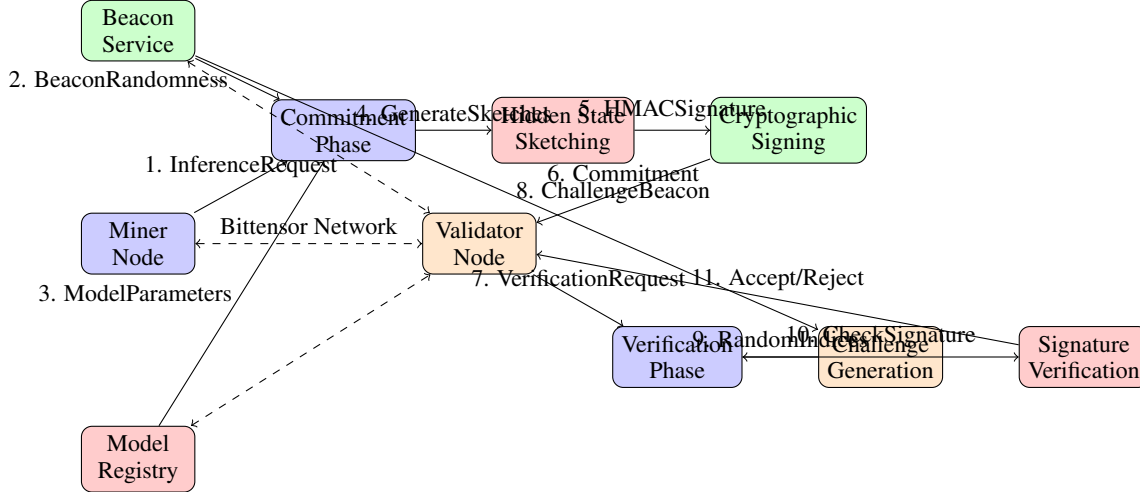 Beacon
Service
2. BeaconRandomness
Commitment
Phase
4. GenerateSketches
Hidden State
Sketching
5. HMACSignature
Cryptographic
Signing
1. InferenceRequest
6. Commitment
8. ChallengeBeacon
Miner
Node
Bittensor Network
Validator
Node
3. ModelParameters
7. VerificationRequest
11. Accept/Reject
Verification
Phase
9. RandomIndices
10. CheckSignature
Challenge
Generation
Signature
Verification
Model
Registry